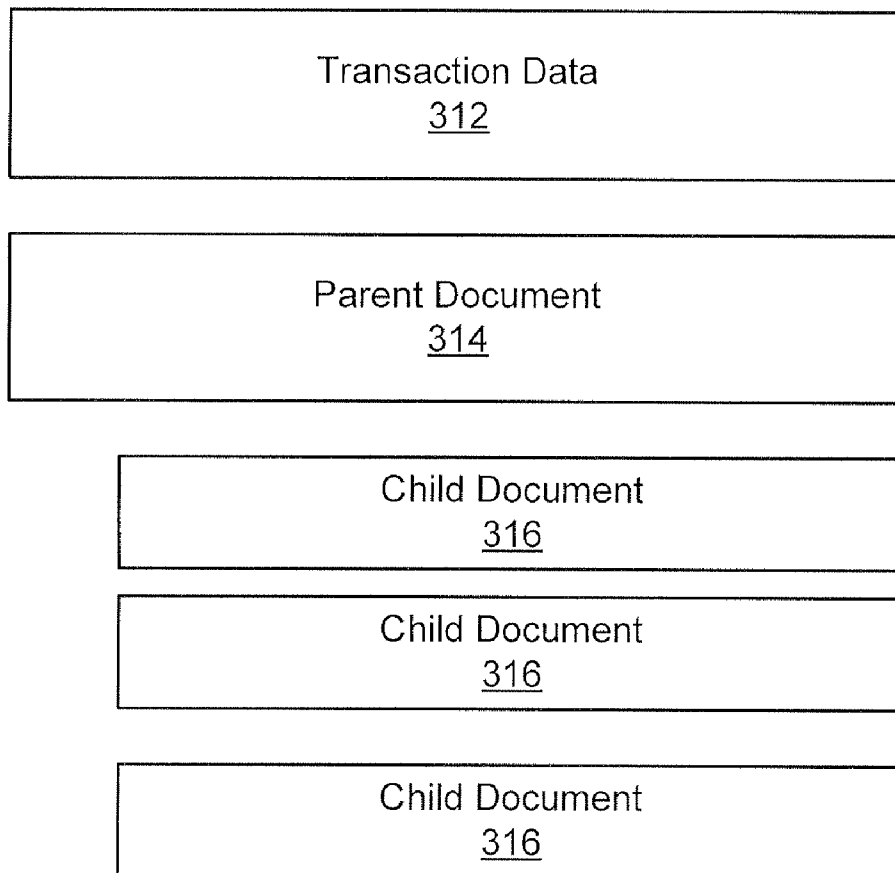 Transaction Data
312
Parent Document
314
Child Document
316
Child Document
316
Child Document
316